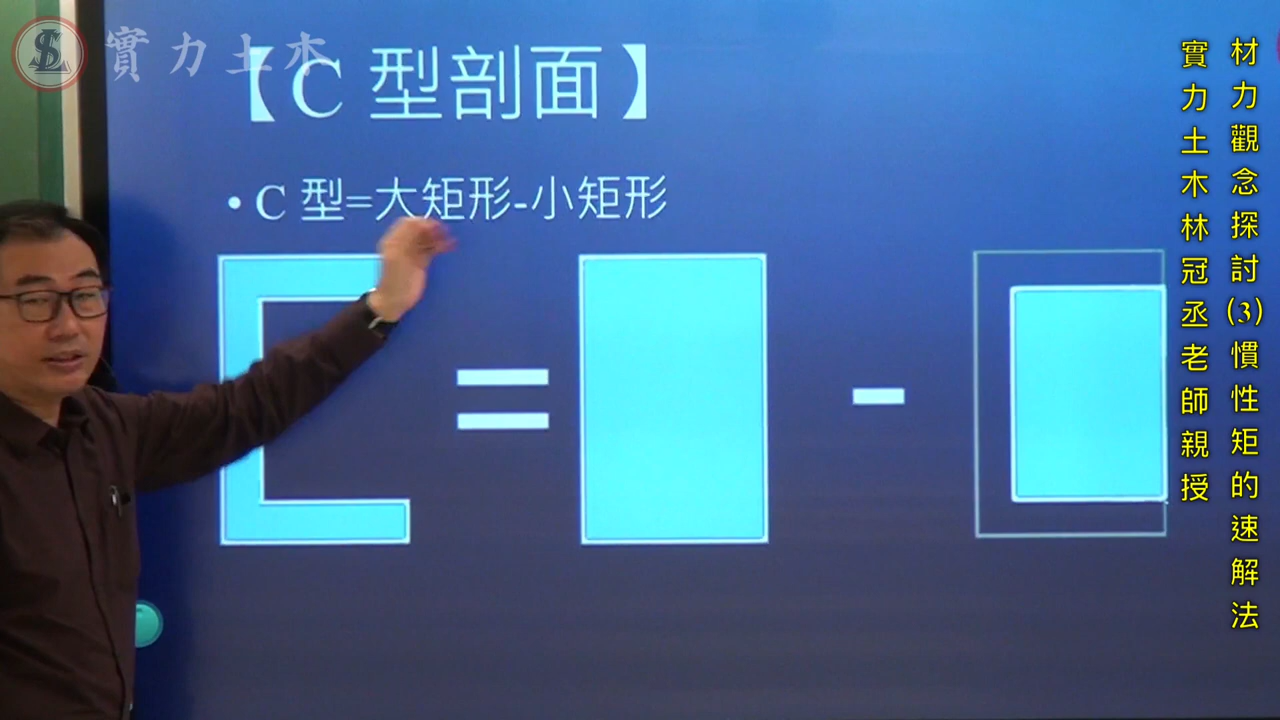 實力土木
【C 型剖面】
• C 型=大矩形-小矩形
=
-
材力觀念探討(3)慣性矩的速解法
實力土木林冠丞老師親授